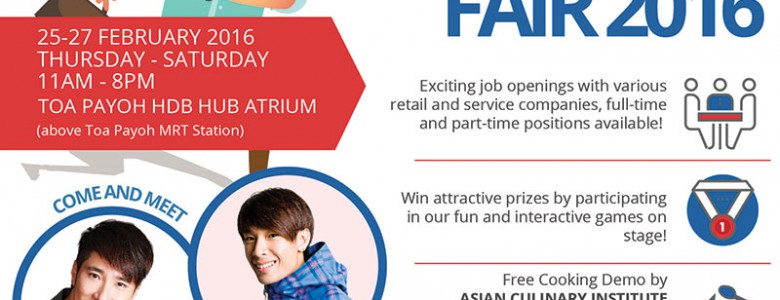 25-27 FEBRUARY 2016
THURSDAY - SATURDAY
11AM - 8PM
TOA PAYOH HDB HUB ATRIUM
(above Toa Payoh MRT Station)
COME AND MEET
FAIR 2016
Exciting job openings with various
retail and service companies, full-time
and part-time positions available!
Win attractive prizes by participating
in our fun and interactive games on
stage!
1
Free Cooking Demo by
ASIAN CULINARY INSTITUTE